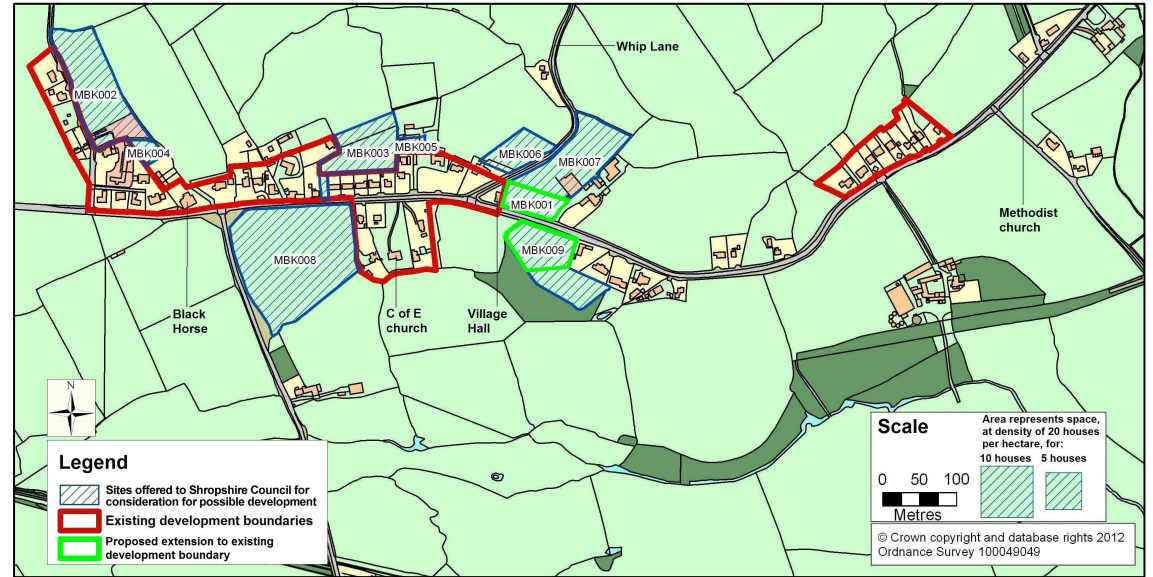 Whip Lane
MBK002
MBK004
MBK003
MBK005
MBK006
MBK007
MBK001
MBK008
MBK009
Methodist
church
Black
Horse
C of E
church
Village
Hall
N
Legend
Sites offered to Shropshire Council for
consideration for possible development
Existing development boundaries
Proposed extension to existing
development boundary
Scale
0 50 100
Metres
Area represents space,
at density of 20 houses
per hectare, for:
10 houses 5 houses
© Crown copyright and database rights 2012
Ordnance Survey 100049049